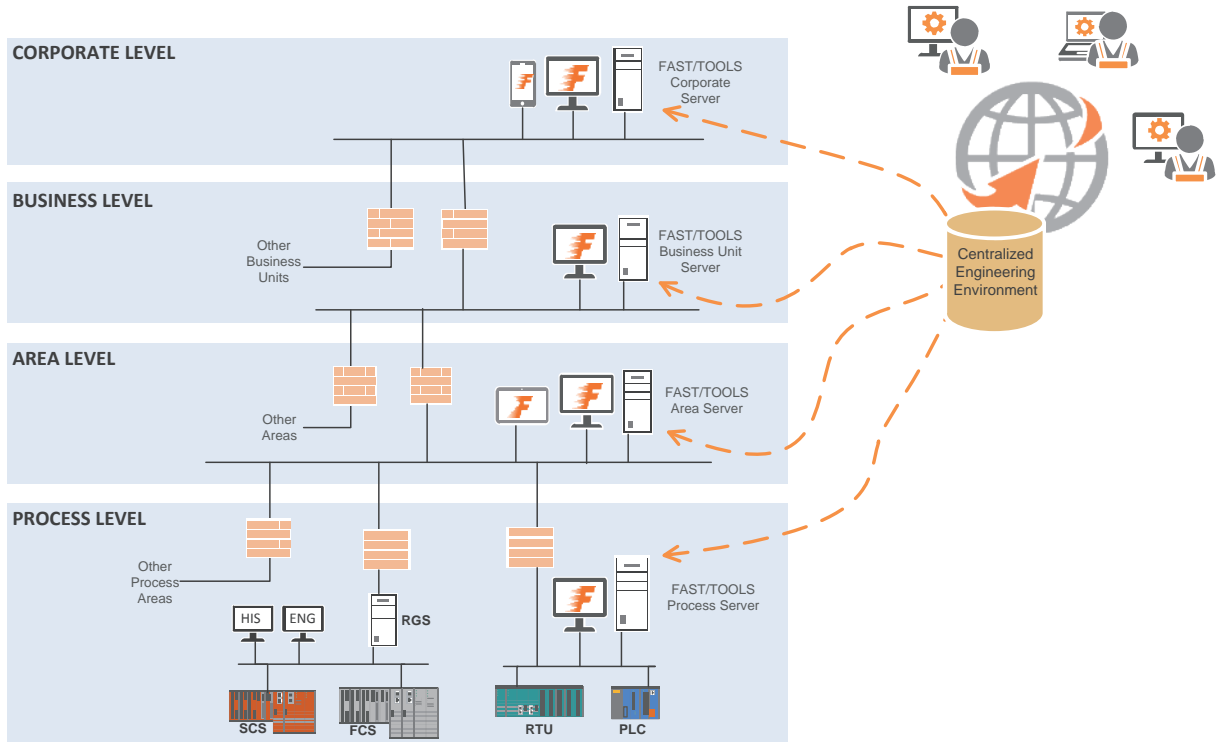 CORPORATE LEVEL
FAST/TOOLS
Corporate
Server
BUSINESS LEVEL
Other
Business
Units
FAST/TOOLS
Business Unit
Server
Centralized
Engineering
Environment
AREA LEVEL
Other
Areas
FAST/TOOLS
Area Server
PROCESS LEVEL
Other
Process
Areas
FAST/TOOLS
Process Server
HIS
ENG
RGS
SCS
FCS
RTU
PLC